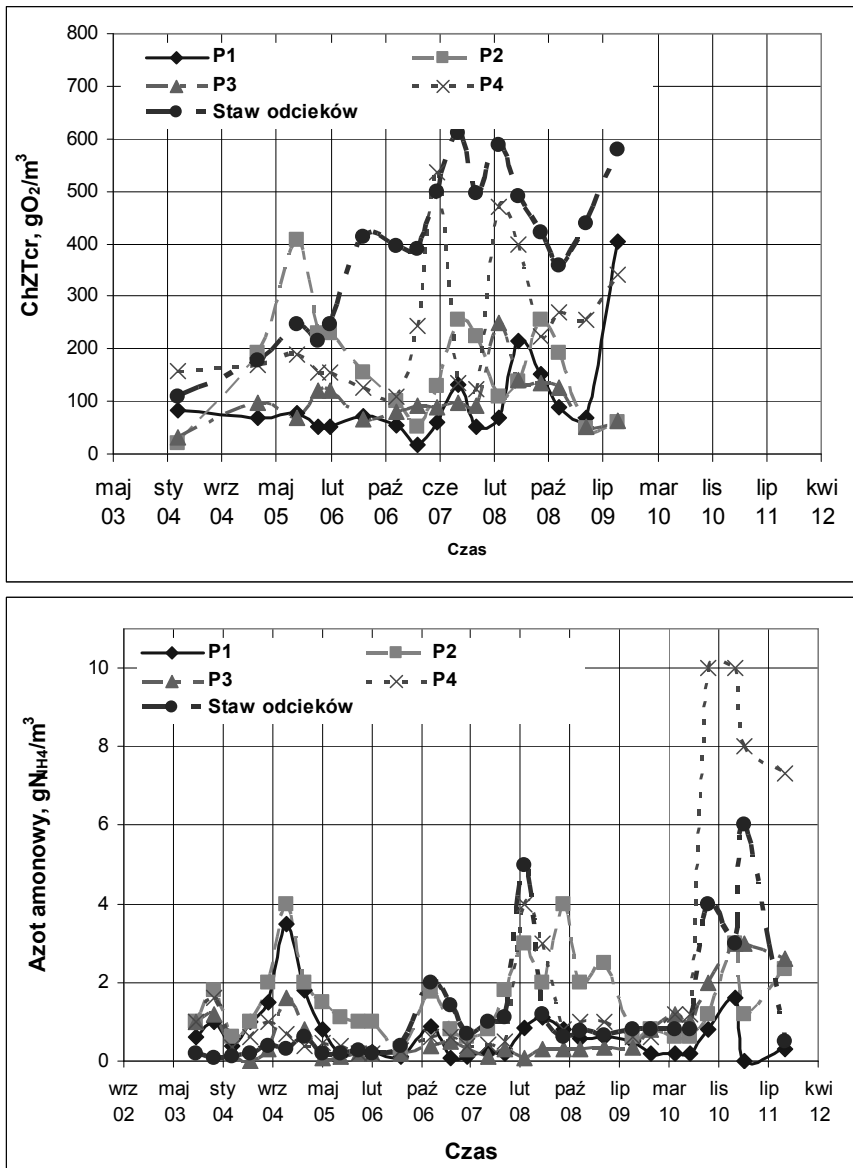 800
700
600
500
400
300
200
100
0
ChZTcr, gO₂/m³
P1 P2
P3 P4
Staw odcieków
maj sty wrz maj lut paź cze lut paź lip mar lis lip kwi
03 04 04 05 06 06 07 08 08 09 10 10 11 12
Czas
10
8
6
4
2
0
Azot amonowy, gN_NH4/m³
P1 P2
P3 P4
Staw odcieków
wrz maj sty wrz maj lut paź cze lut paź lip mar lis lip kwi
02 03 04 04 05 06 06 07 08 08 09 10 10 11 12
Czas